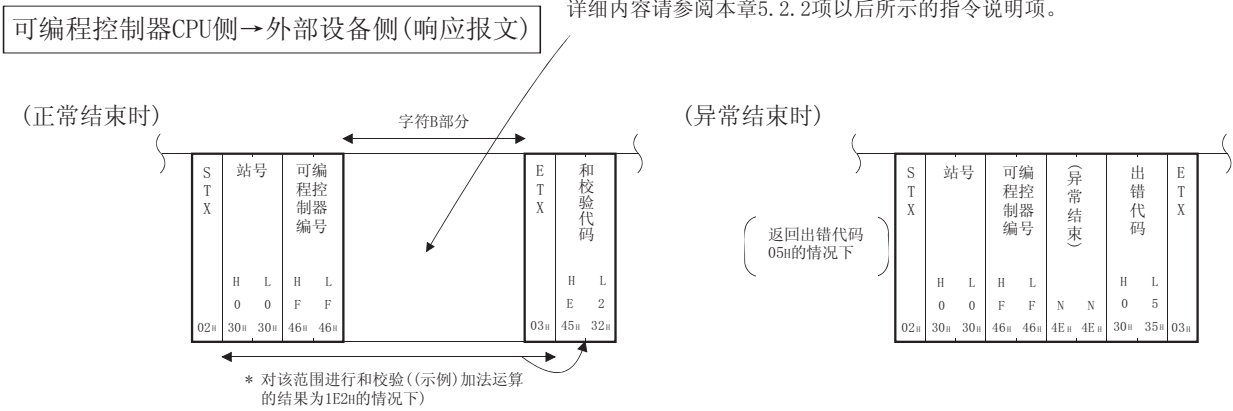 详细内容请参阅本章5.2.2项以后所示的指令说明项。
可编程控制器CPU侧→外部设备侧(响应报文)
(正常结束时)
字符B部分
STX 站号 可编程控制器编号 ETX 和校验代码
H L H L H L
0 0 F F E 2
02H 30H 30H 46H 46H 03H 45H 32H
* 对该范围进行和校验((示例)加法运算
的结果为1E2H的情况下)
(异常结束时)
返回出错代码
05H的情况下
STX 站号 可编程控制器编号 (异常结束) 出错代码 ETX
H L H L H L
0 0 F F N N 0 5
02H 30H 30H 46H 46H 4EH 4EH 30H 35H 03H